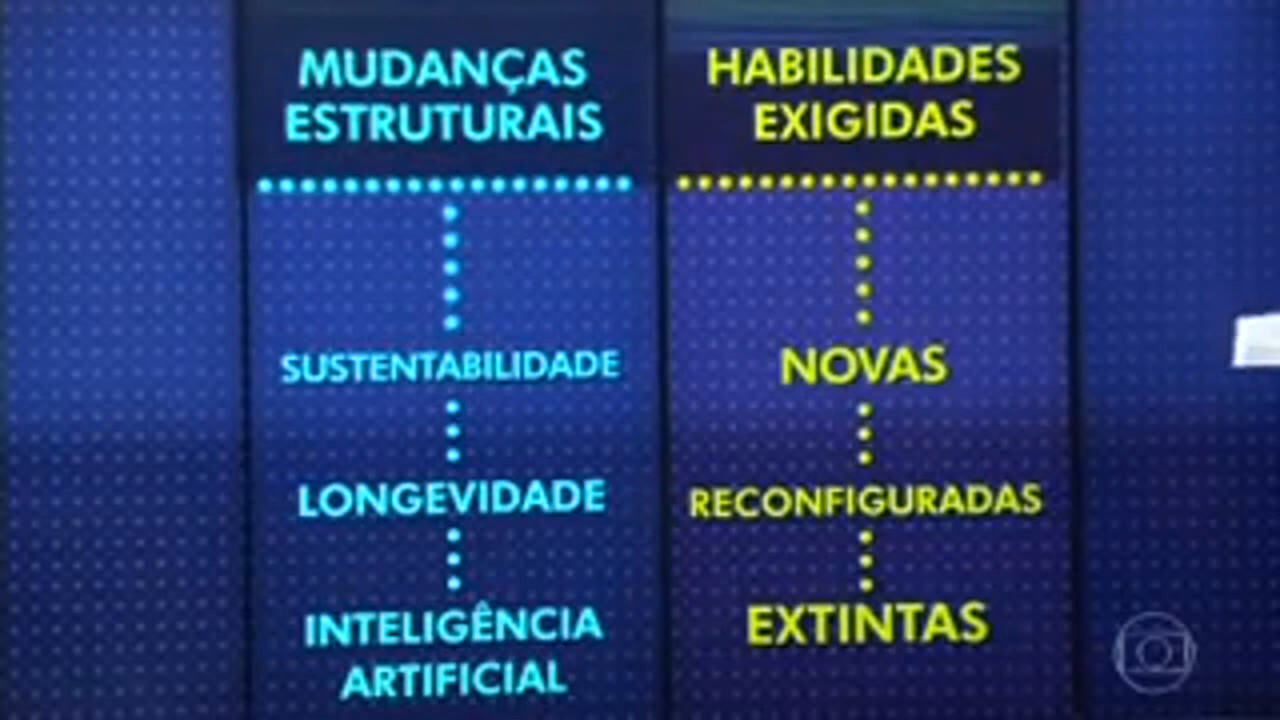 MUDANÇAS
ESTRUTURAIS
SUSTENTABILIDADE
LONGEVIDADE
INTELIGÊNCIA
ARTIFICIAL
HABILIDADES
EXIGIDAS
NOVAS
RECONFIGURADAS
EXTINTAS